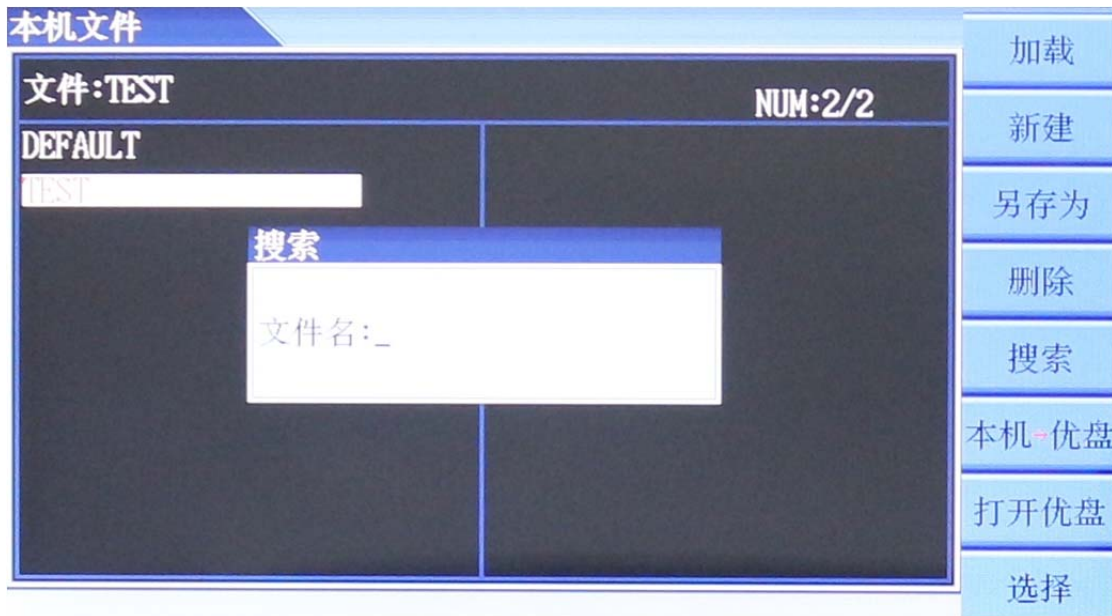 本机文件
文件:TEST
NUM:2/2
DEFAULT
TEST
搜索
文件名:_
加载
新建
另存为
删除
搜索
本机→优盘
打开优盘
选择